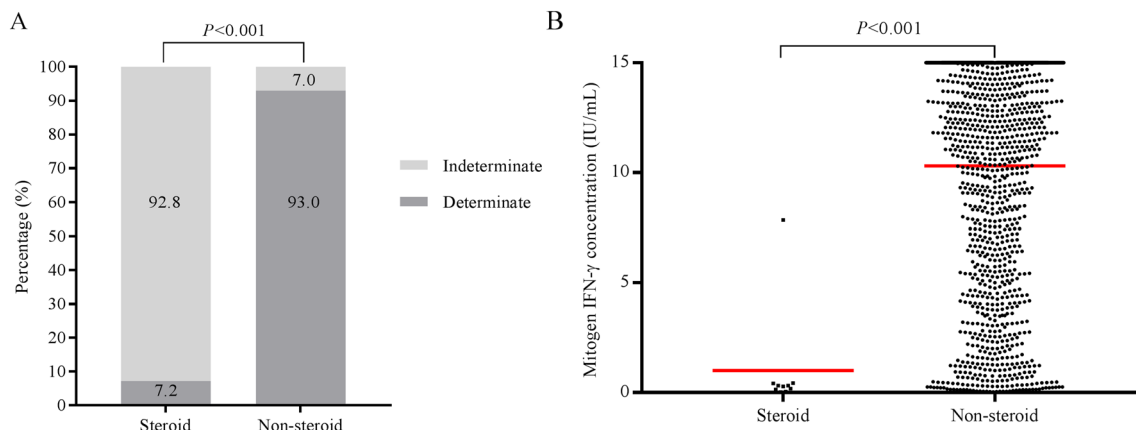 A
P<0.001
100
90
80
70
60
50
40
30
20
10
0
Percentage (%)
92.8
7.2
7.0
93.0
Steroid
Non-steroid
Indeterminate
Determinate
B
P<0.001
15
10
5
0
Mitogen IFN-γ concentration (IU/mL)
Steroid
Non-steroid